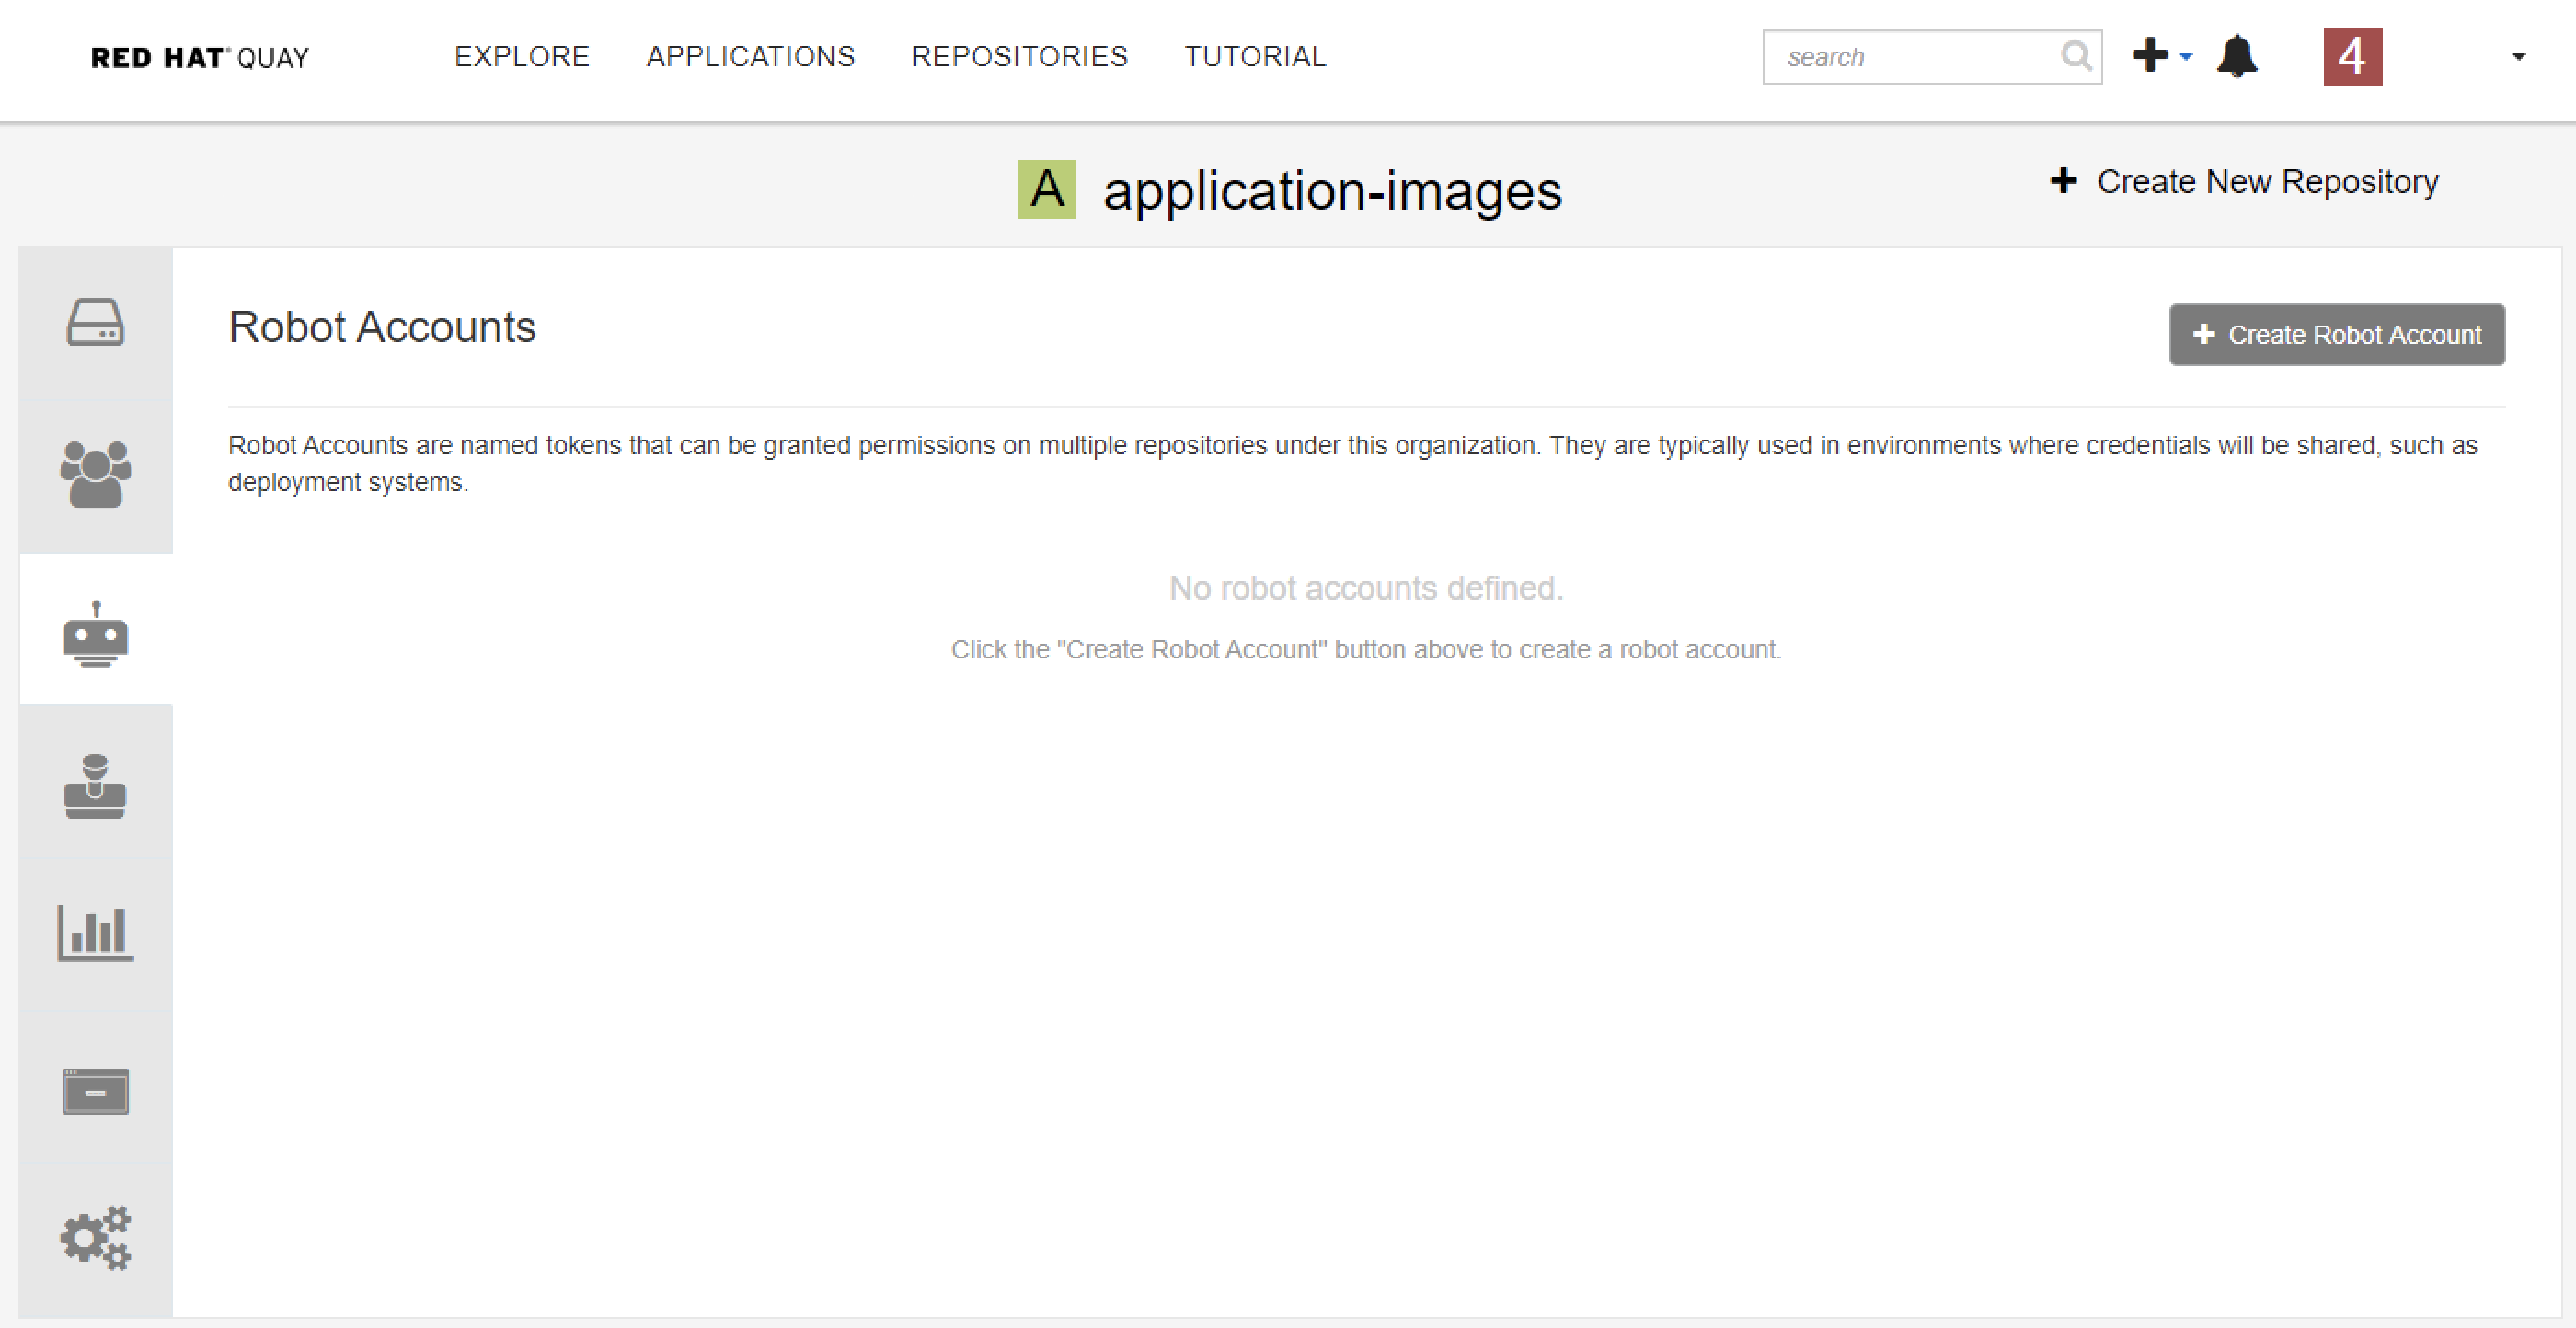 RED HAT QUAY
EXPLORE
APPLICATIONS
REPOSITORIES
TUTORIAL
search
4
A application-images
Create New Repository
Robot Accounts
Create Robot Account
Robot Accounts are named tokens that can be granted permissions on multiple repositories under this organization. They are typically used in environments where credentials will be shared, such as
deployment systems.
No robot accounts defined.
Click the "Create Robot Account" button above to create a robot account.